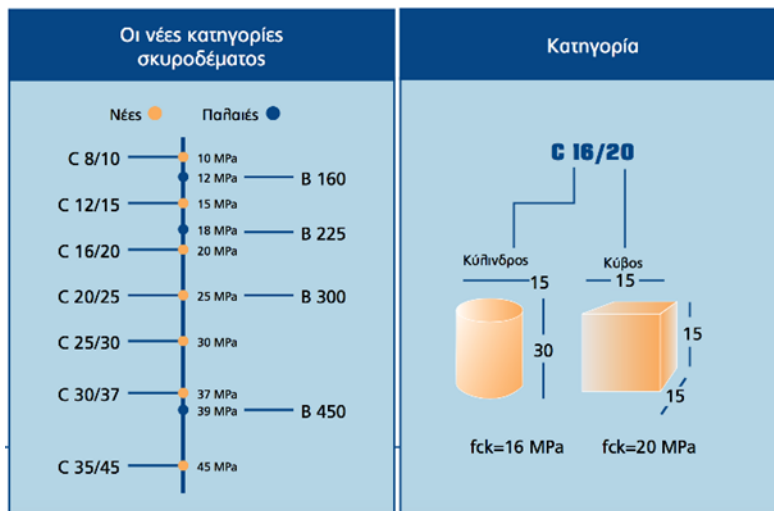 Οι νέες κατηγορίες
σκυροδέματος
Νέες
Παλαιές
C 8/10
10 MPa
12 MPa
B 160
C 12/15
15 MPa
18 MPa
B 225
C 16/20
20 MPa
C 20/25
25 MPa
B 300
C 25/30
30 MPa
C 30/37
37 MPa
39 MPa
B 450
C 35/45
45 MPa
Κατηγορία
C 16/20
Κύλινδρος
15
30
fck=16 MPa
Κύβος
15
15
15
fck=20 MPa